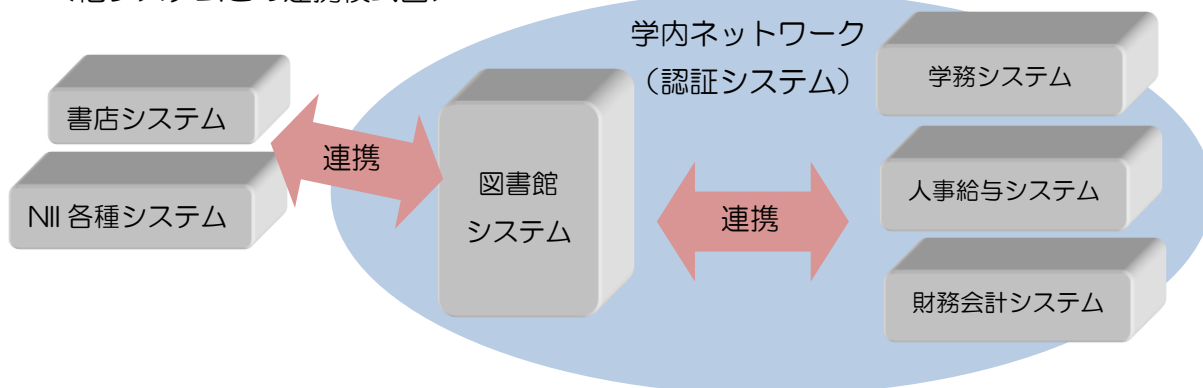 学内ネットワーク
（認証システム）
書店システム
NII 各種システム
連携
図書館
システム
連携
学務システム
人事給与システム
財務会計システム